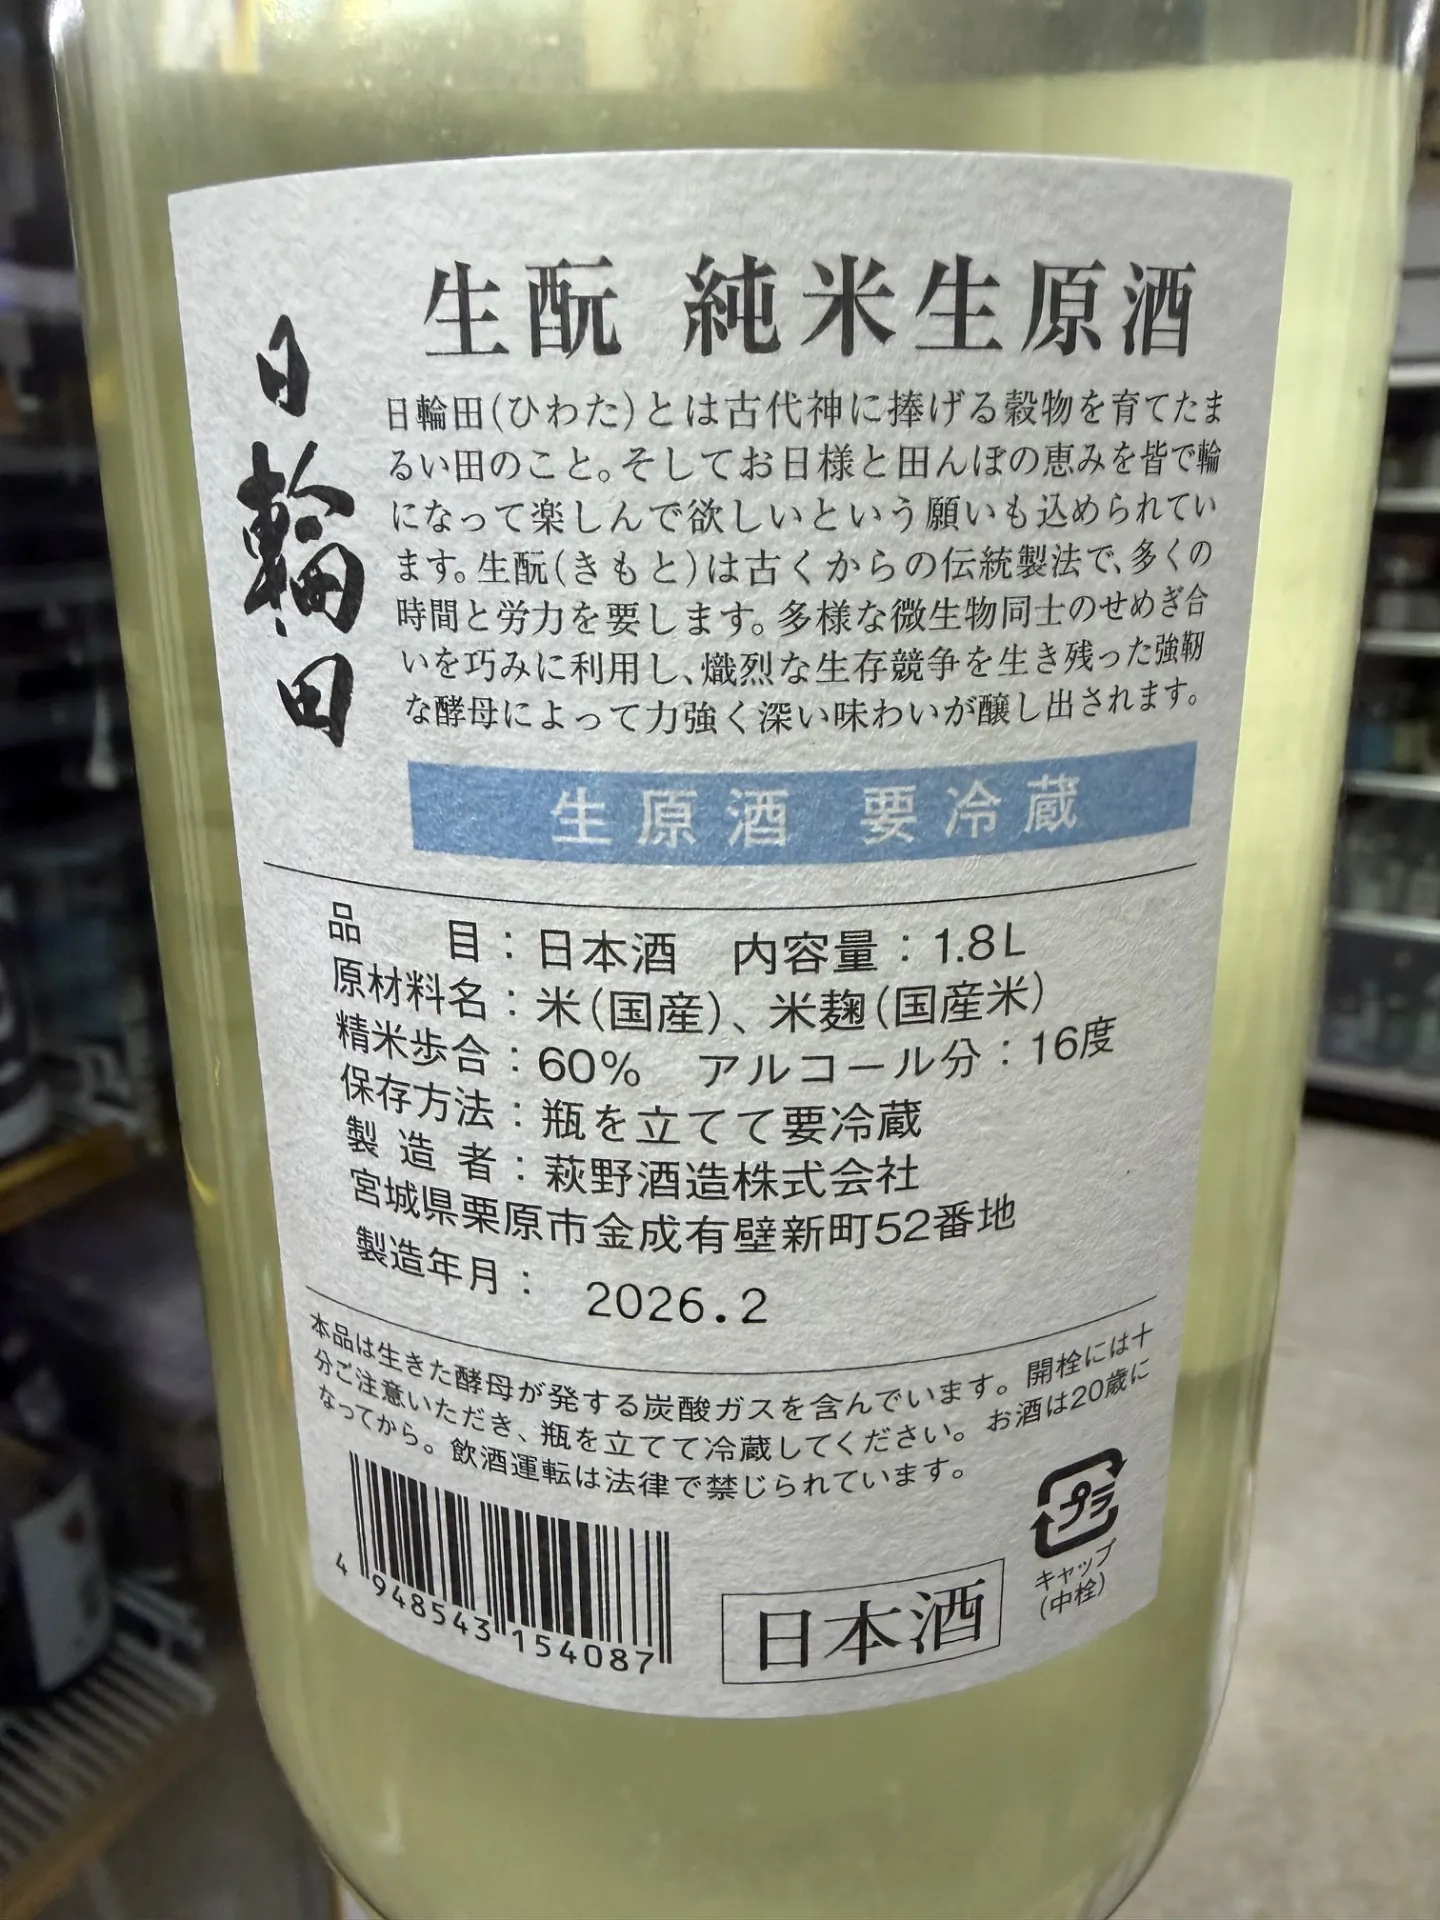 日輪田
生酛 純米生原酒
日輪田(ひわた)とは古代神に捧げる穀物を育てたま
るい田のこと。そしてお日様と田んぼの恵みを皆で輪
になって楽しんで欲しいという願いも込められてい
ます。生酛(きもと)は古くからの伝統製法で、多くの
時間と労力を要します。多様な微生物同士のせめぎ合
いを巧みに利用し、熾烈な生存競争を生き残った強靭
な酵母によって力強く深い味わいが醸し出されます。
生原酒 要冷蔵
品 目:日本酒 内容量:1.8L
原材料名:米(国産)、米麹(国産米)
精米歩合:60% アルコール分:16度
保存方法:瓶を立てて要冷蔵
製造者:萩野酒造株式会社
宮城県栗原市金成有壁新町52番地
製造年月: 2026.2
本品は生きた酵母が発する炭酸ガスを含んでいます。開栓には十
分ご注意いただき、瓶を立てて冷蔵してください。お酒は20歳に
なってから。飲酒運転は法律で禁じられています。
4 948543 154087
日本酒
プラ
キャップ
(中栓)